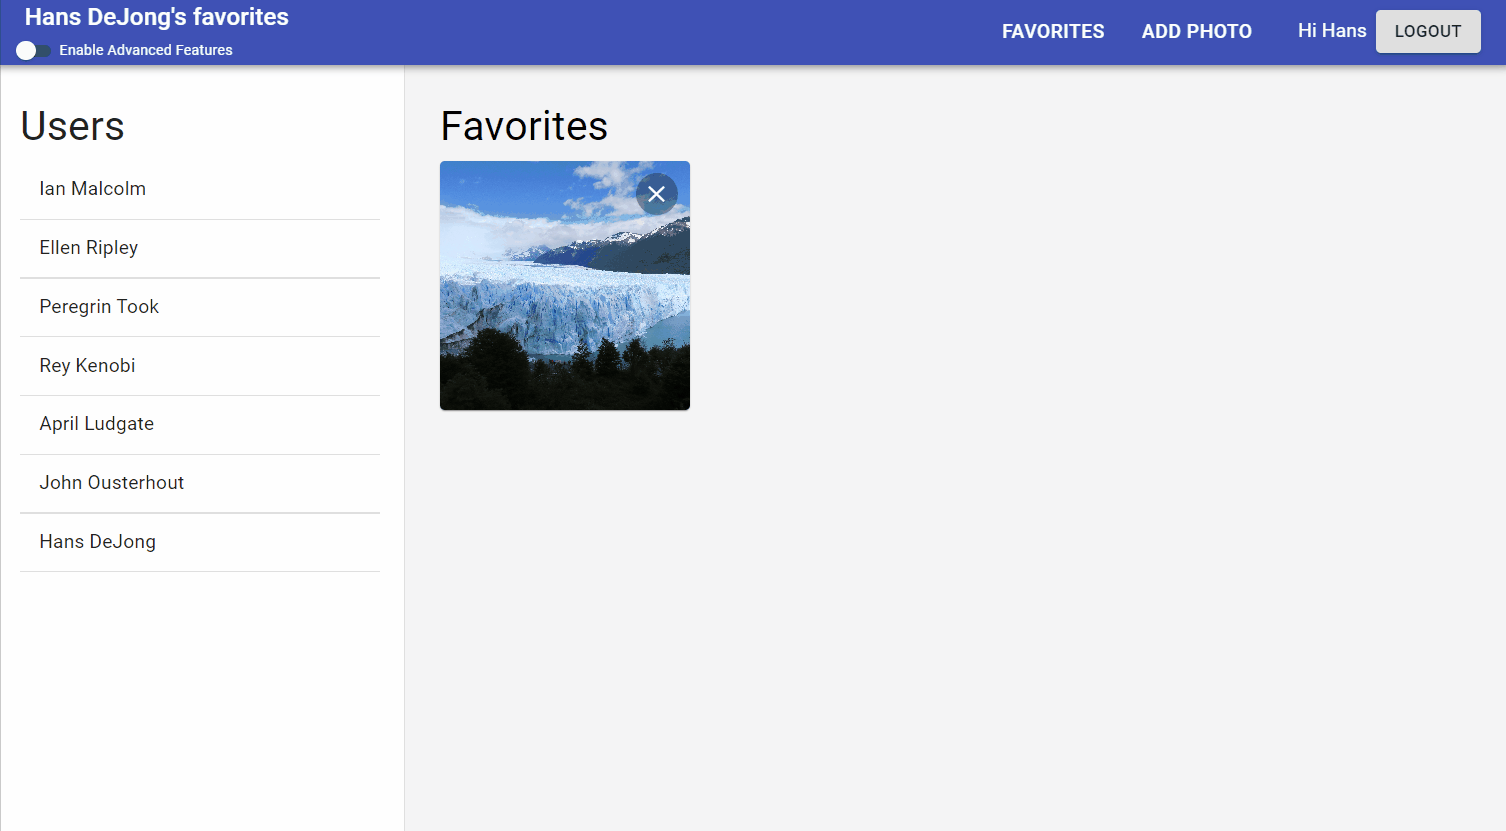 Hans DeJong's favorites
Enable Advanced Features
FAVORITES
ADD PHOTO
Hi Hans
LOGOUT
Users
Ian Malcolm
Ellen Ripley
Peregrin Took
Rey Kenobi
April Ludgate
John Ousterhout
Hans DeJong
Favorites